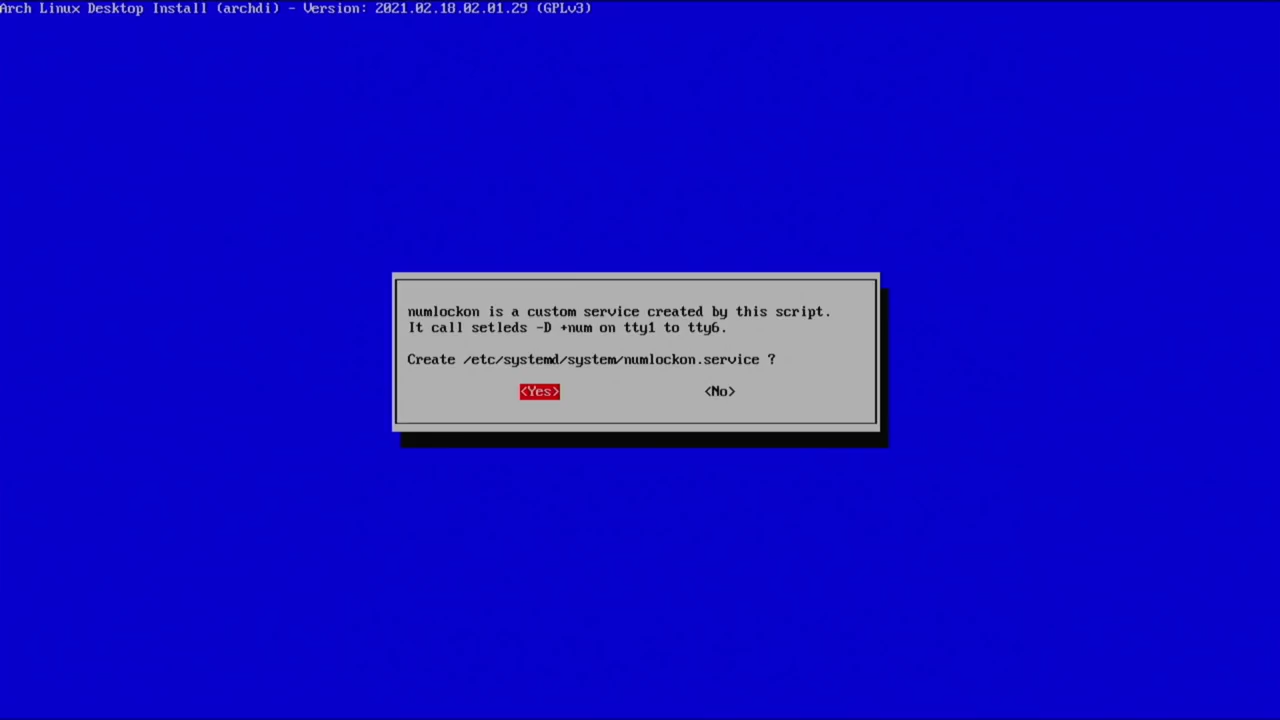 Arch Linux Desktop Install (archdi) - Version: 2021.02.18.02.01.29 (GPLv3)
numlockon is a custom service created by this script.
It call setleds -D +num on tty1 to tty6.
Create /etc/systemd/system/numlockon.service ?
<Yes> <No>